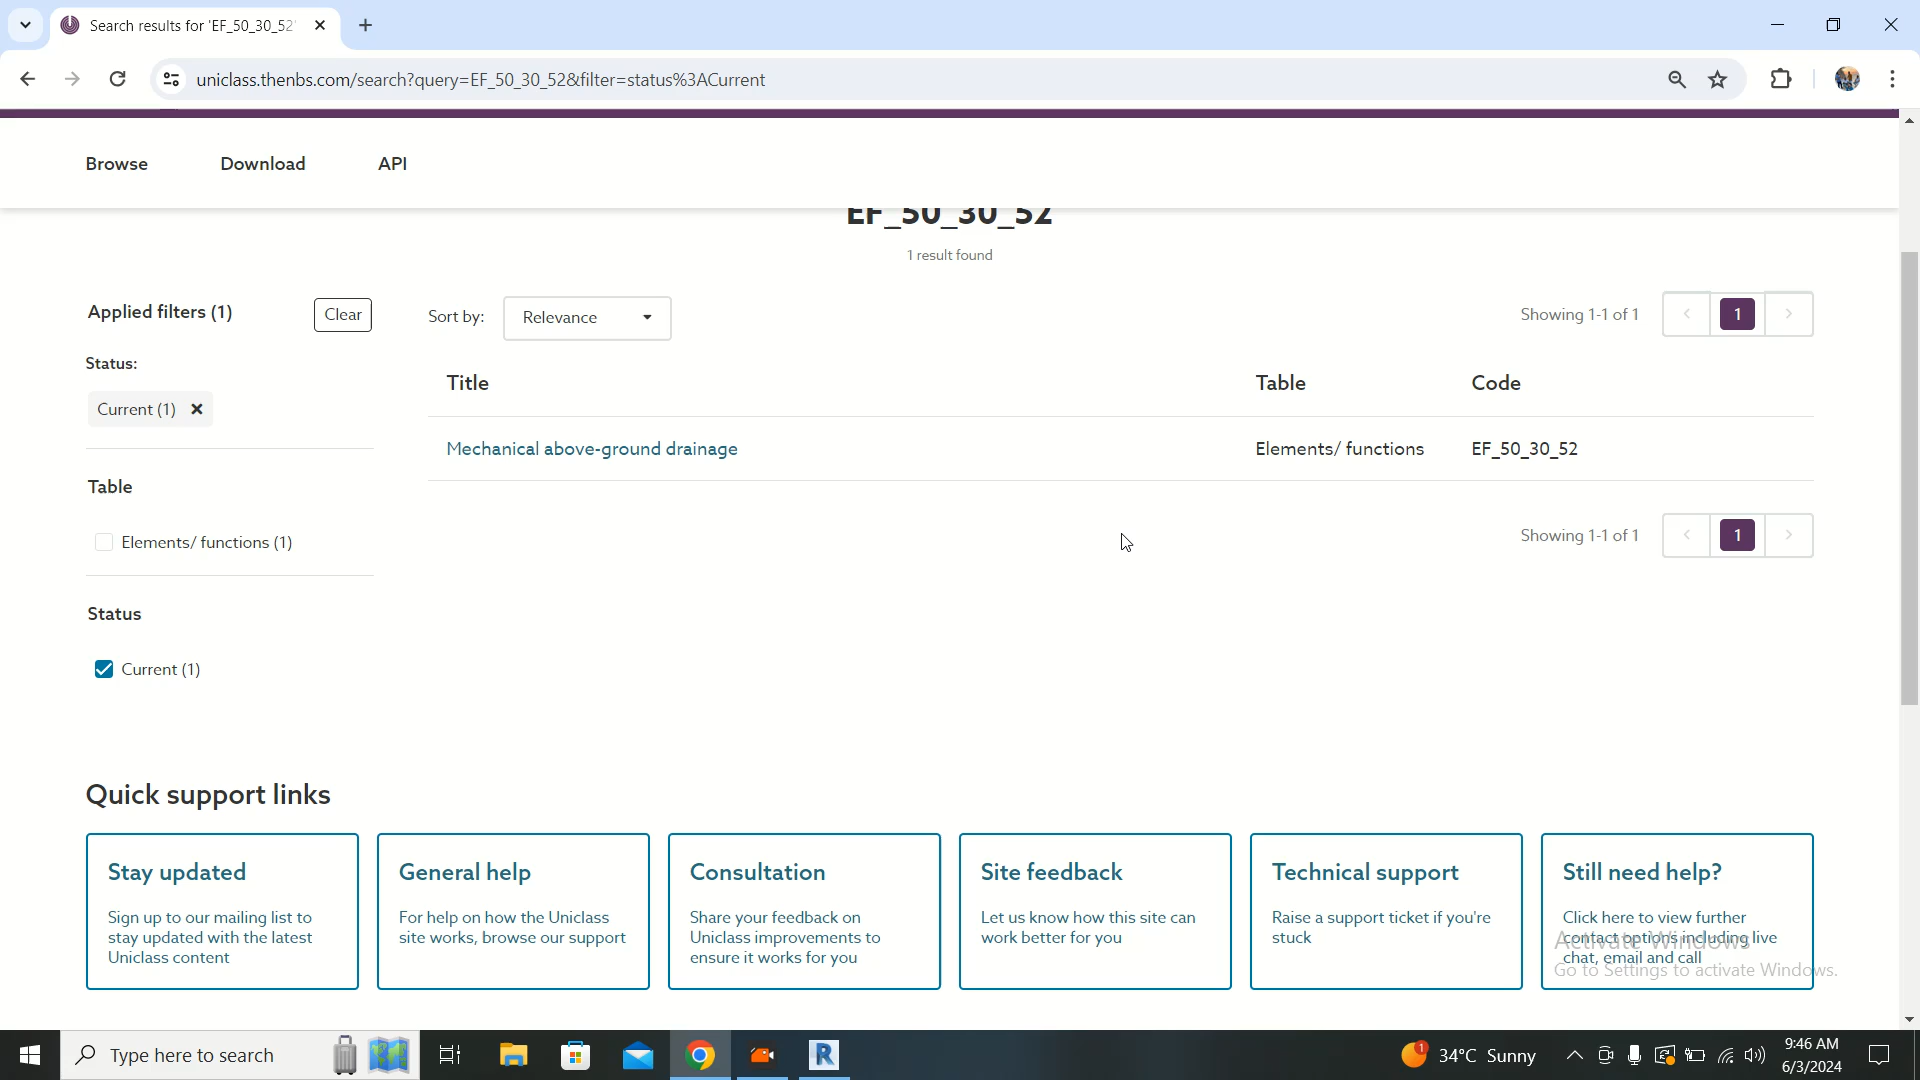 Search results for 'EF_50_30_52'
uniclass.thenbs.com/search?query=EF_50_30_52&filter=status%3ACurrent
Browse
Download
API
EF_50_30_52
1 result found
Applied filters (1)
Clear
Sort by:
Relevance
Showing 1-1 of 1
1
Status:
Current (1)
Title
Table
Code
Mechanical above-ground drainage
Elements/ functions
EF_50_30_52
Table
Elements/ functions (1)
Showing 1-1 of 1
1
Status
Current (1)
Quick support links
Stay updated
Sign up to our mailing list to
stay updated with the latest
Uniclass content
General help
For help on how the Uniclass
site works, browse our support
Consultation
Share your feedback on
Uniclass improvements to
ensure it works for you
Site feedback
Let us know how this site can
work better for you
Technical support
Raise a support ticket if you're
stuck
Still need help?
Click here to view further
contact options including live
chat, email and call
Activate Windows
Go to Settings to activate Windows.
Type here to search
R
1
34°C Sunny
9:46 AM
6/3/2024